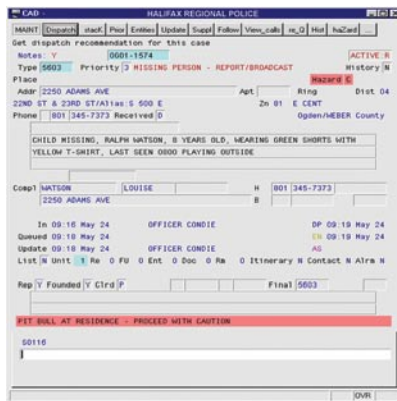 CAD - HALIFAX REGIONAL POLICE
MAINT Dispatch stacK Prior Entities Update Suppl Follow View_calls re_Q Hist haZard ...
Get dispatch recommendation for this case
Notes: Y 0G01-1574 ACTIVE:R
Type 5603 Priority 3 MISSING PERSON - REPORT/BROADCAST History N
Place Hazard C
Addr 2250 ADAMS AVE Apt Ring Dist 04
22ND ST & 23RD ST/Alias:S 500 E Zn 01 E CENT
Phone 801 345-7373 Received D Ogden/WEBER County
CHILD MISSING, RALPH WATSON, 8 YEARS OLD, WEARING GREEN SHORTS WITH
YELLOW T-SHIRT, LAST SEEN 0800 PLAYING OUTSIDE
Compl WATSON LOUISE H 801 345-7373
2250 ADAMS AVE B
In 09:16 May 24 OFFICER CONDIE DP 09:19 May 24
Queued 09:18 May 24 EN 09:19 May 24
Update 09:18 May 24 OFFICER CONDIE AS
List N Unit 1 Re 0 FU 0 Ent 0 Doc 0 Rm 0 Itinerary N Contact N Alrm N
Rep Y Founded Y Clrd P Final 5603
PIT BULL AT RESIDENCE - PROCEED WITH CAUTION
S0116
OVR